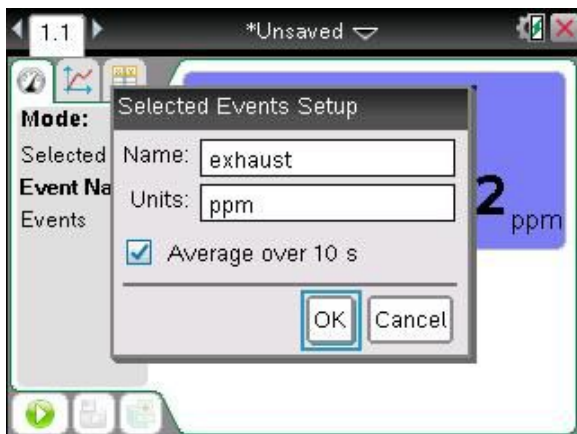 1.1
*Unsaved
Selected Events Setup
Mode:
Selected
Name: exhaust
Event Na
Units: ppm
Events
2 ppm
Average over 10 s
OK Cancel